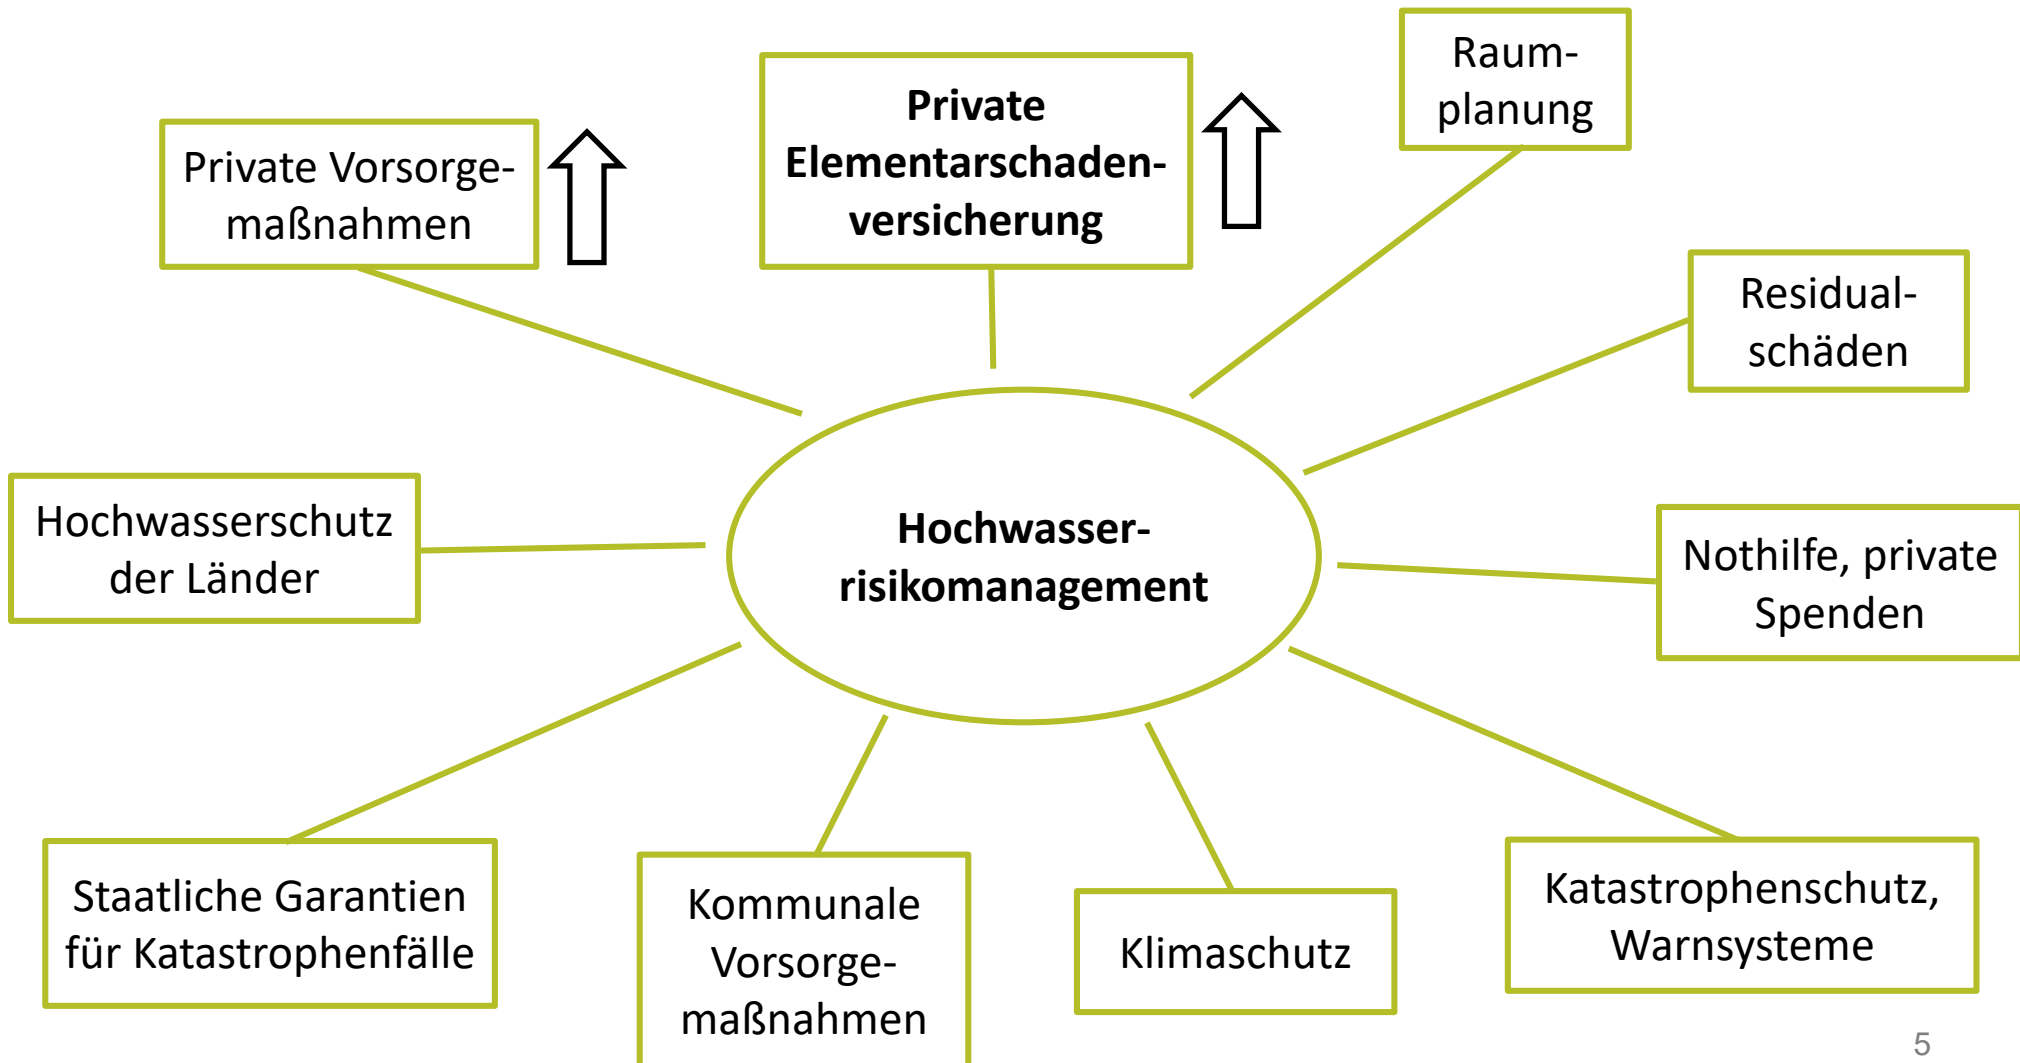 Private Vorsorge-
maßnahmen
Private
Elementarschaden-
versicherung
Raum-
planung
Residual-
schäden
Hochwasserschutz
der Länder
Hochwasser-
risikomanagement
Nothilfe, private
Spenden
Staatliche Garantien
für Katastrophenfälle
Kommunale
Vorsorge-
maßnahmen
Klimaschutz
Katastrophenschutz,
Warnsysteme
5